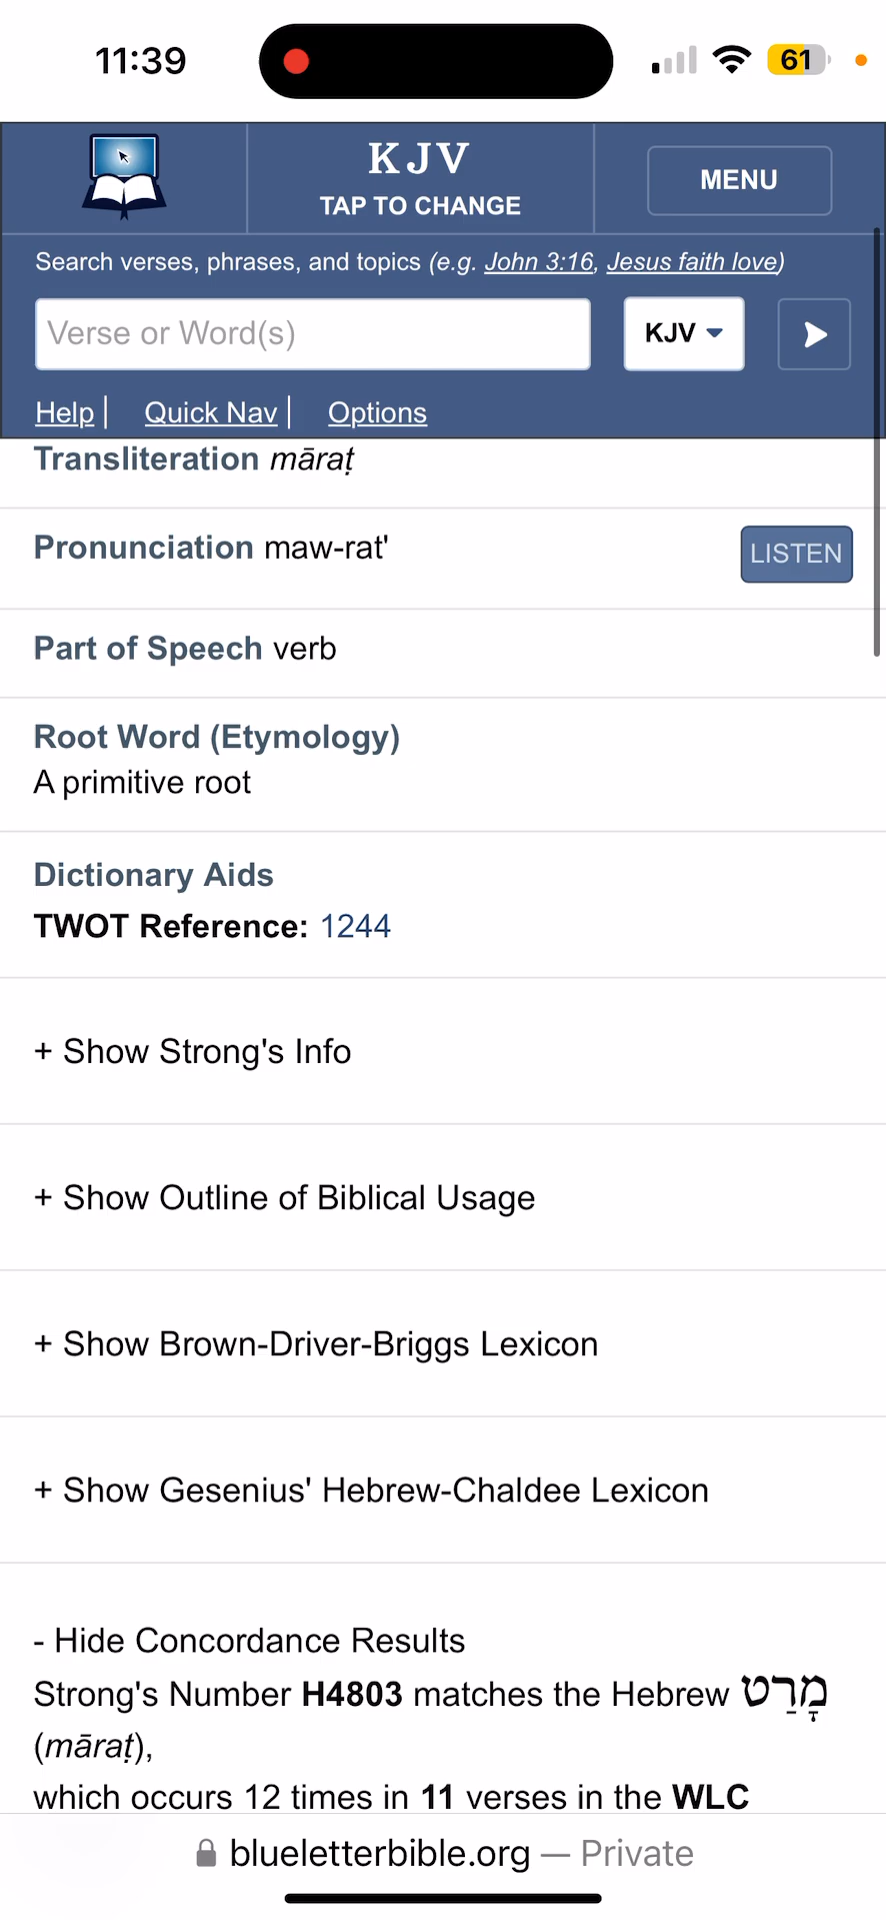 11:39
61
KJV
TAP TO CHANGE
MENU
Search verses, phrases, and topics (e.g. John 3:16, Jesus faith love)
Verse or Word(s)
KJV
Help | Quick Nav | Options
Transliteration māraṭ
Pronunciation maw-rat'
LISTEN
Part of Speech verb
Root Word (Etymology)
A primitive root
Dictionary Aids
TWOT Reference: 1244
+ Show Strong's Info
+ Show Outline of Biblical Usage
+ Show Brown-Driver-Briggs Lexicon
+ Show Gesenius' Hebrew-Chaldee Lexicon
- Hide Concordance Results
Strong's Number H4803 matches the Hebrew מָרַט
(māraṭ),
which occurs 12 times in 11 verses in the WLC
blueletterbible.org — Private